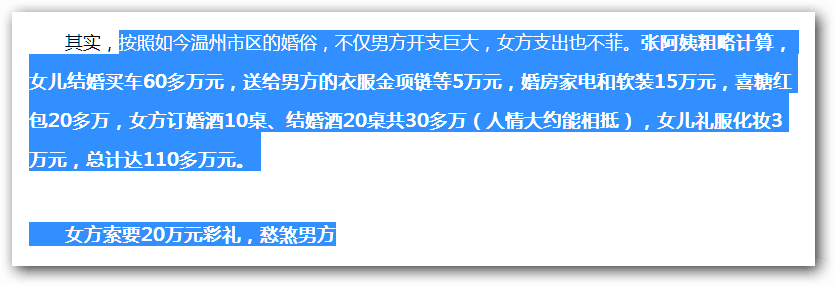 其实，按照如今温州市区的婚俗，不仅男方开支巨大，女方支出也不菲。张阿姨粗略计算，
女儿结婚买车60多万元，送给男方的衣服金项链等5万元，婚房家电和软装15万元，喜糖红
包20多万，女方订婚酒10桌、结婚酒20桌共30多万（人情大约能相抵），女儿礼服化妆3
万元，总计达110多万元。
女方索要20万元彩礼，愁煞男方